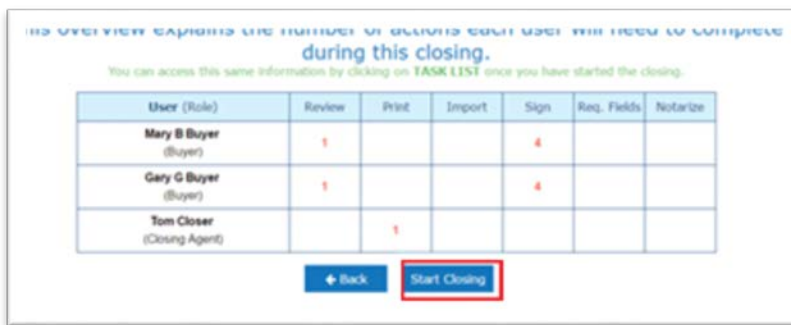 This overview explains the number of actions each user will need to complete
during this closing.
You can access this same information by clicking on TASK LIST once you have started the closing.
User (Role) Review Print Import Sign Req. Fields Notarize
Mary B Buyer
(Buyer) 1 4
Gary G Buyer
(Buyer) 1 4
Tom Closer
(Closing Agent) 1
Back Start Closing